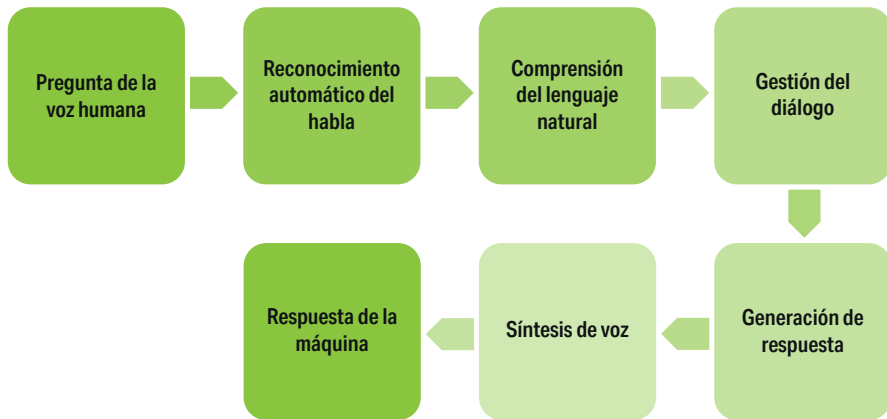 Pregunta de la
voz humana
Reconocimiento
automático del
habla
Comprensión
del lenguaje
natural
Gestión del
diálogo
Respuesta de la
máquina
Síntesis de voz
Generación de
respuesta